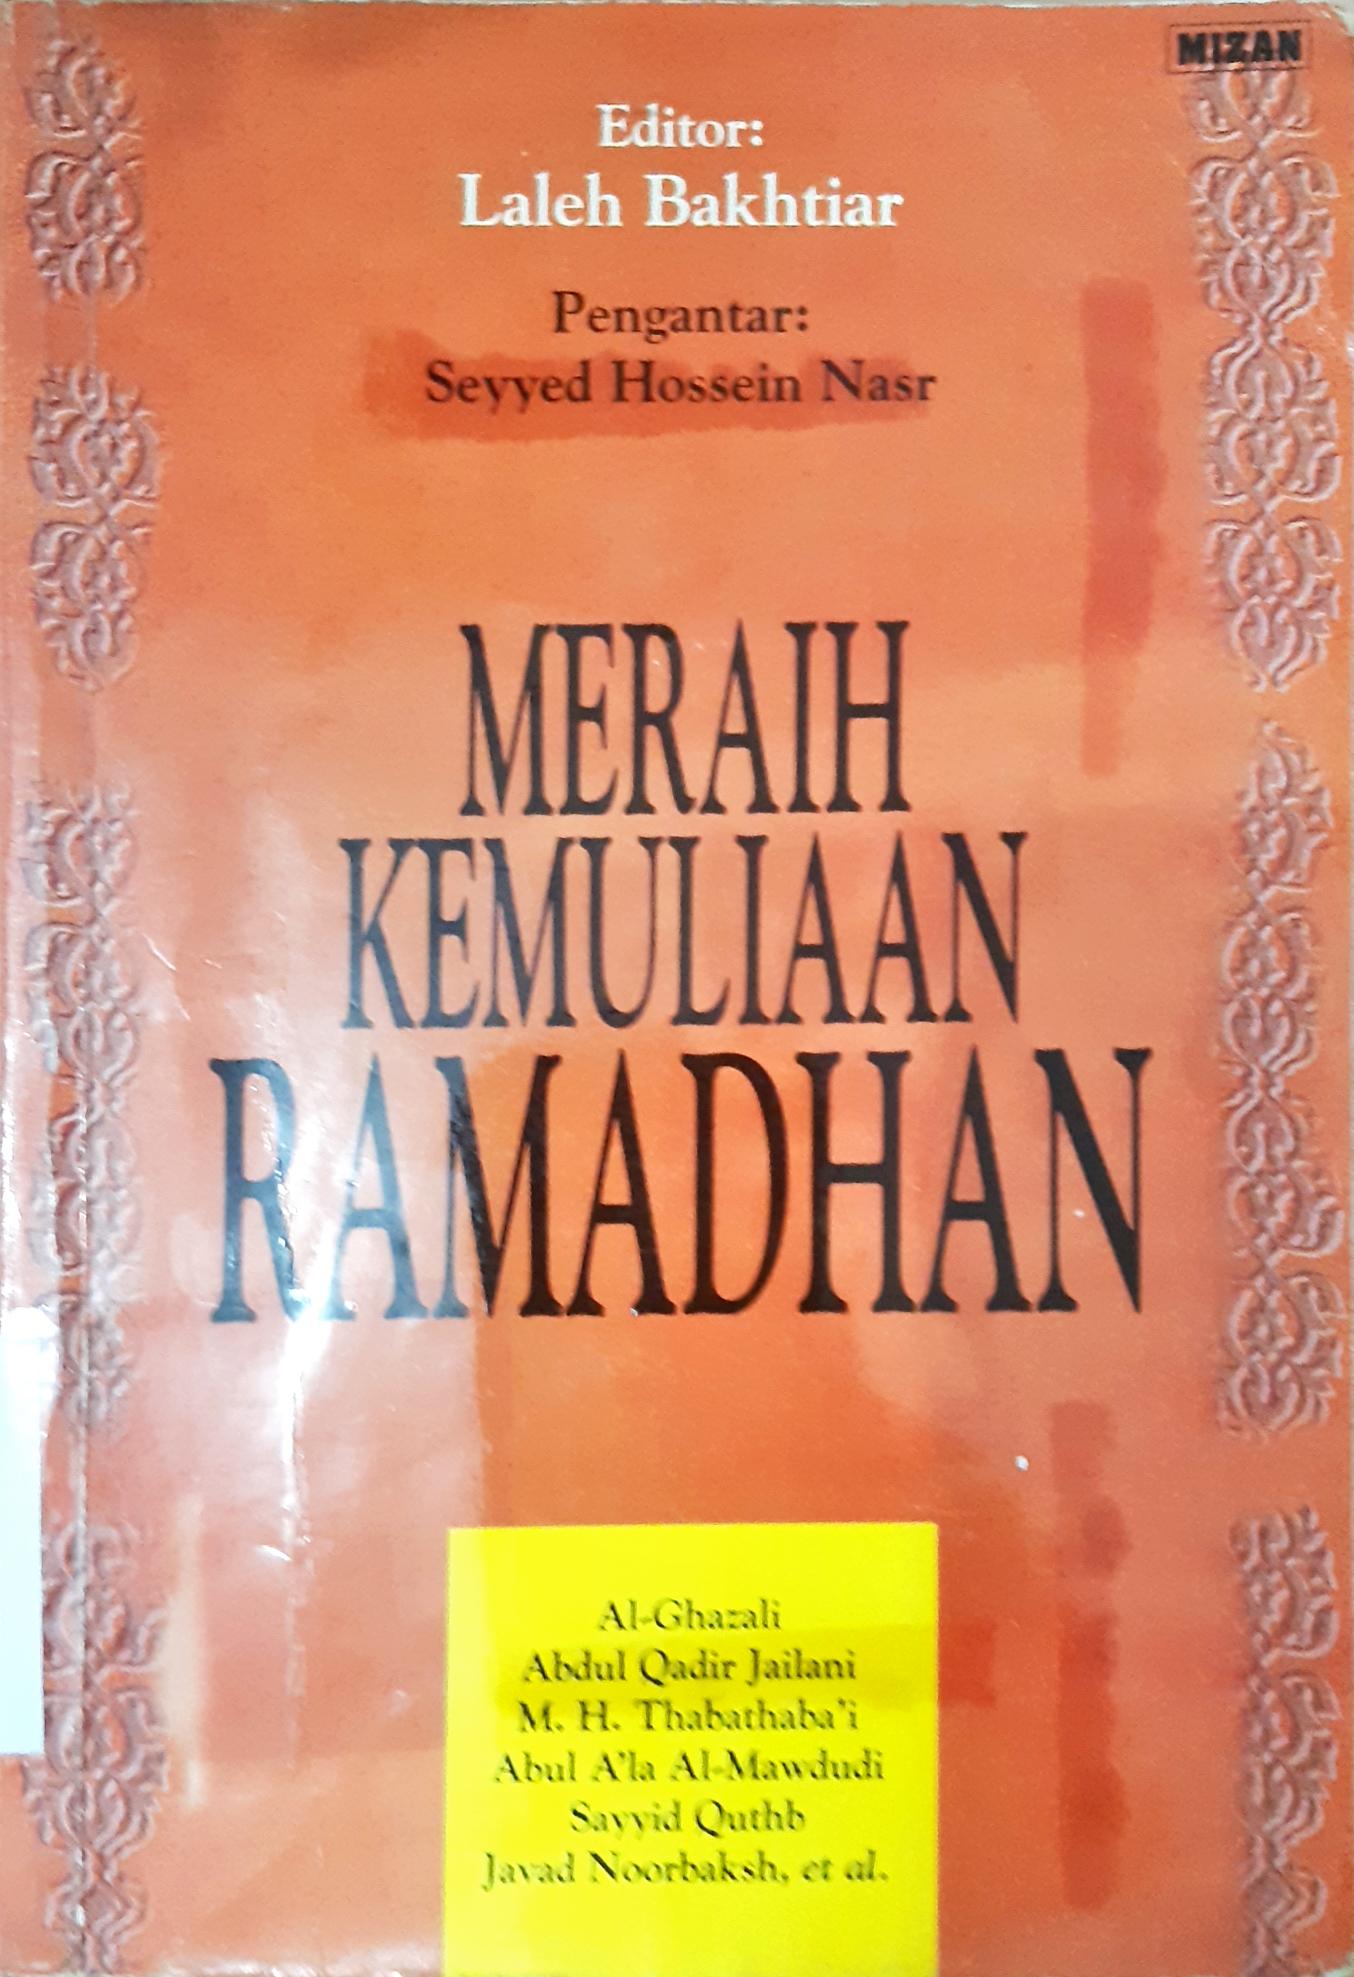 MIZAN
Editor:
Laleh Bakhtiar
Pengantar:
Seyyed Hossein Nasr
MERAIH
KEMULIAAN
RAMADHAN
Al-Ghazali
Abdul Qadir Jailani
M. H. Thabathaba'i
Abul A'la Al-Mawdudi
Sayyid Quthb
Javad Noorbaksh, et al.